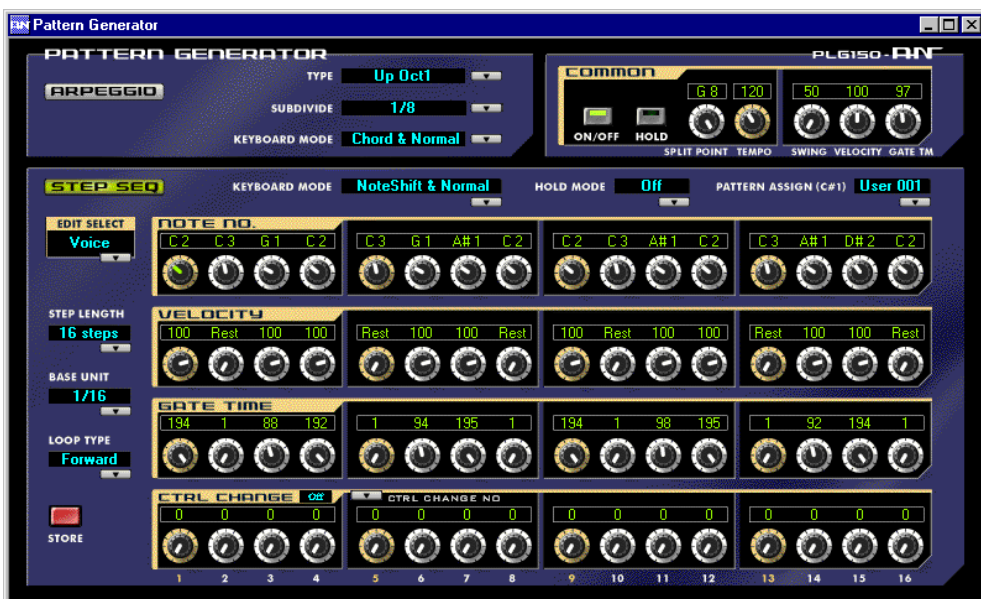 Pattern Generator
PATTERN GENERATOR
PLG150-AN
ARPEGGIO
TYPE Up Oct1
SUBDIVIDE 1/8
KEYBOARD MODE Chord & Normal
COMMON
G 8 120 50 100 97
ON/OFF HOLD
SPLIT POINT TEMPO SWING VELOCITY GATE TM
STEP SEQ KEYBOARD MODE NoteShift & Normal HOLD MODE Off PATTERN ASSIGN (C#1) User 001
EDIT SELECT
Voice
NOTE NO.
C 2 C 3 G 1 C 2 C 3 G 1 A# 1 C 2 C 2 C 3 A# 1 C 2 C 3 A# 1 D# 2 C 2
STEP LENGTH
16 steps
VELOCITY
100 Rest 100 100 Rest 100 100 Rest 100 Rest 100 100 Rest 100 100 Rest
BASE UNIT
1/16
GATE TIME
194 1 88 192 1 94 195 1 194 1 98 195 1 92 194 1
LOOP TYPE
Forward
CTRL CHANGE Off CTRL CHANGE NO
0 0 0 0 0 0 0 0 0 0 0 0 0 0 0 0
STORE
1 2 3 4 5 6 7 8 9 10 11 12 13 14 15 16